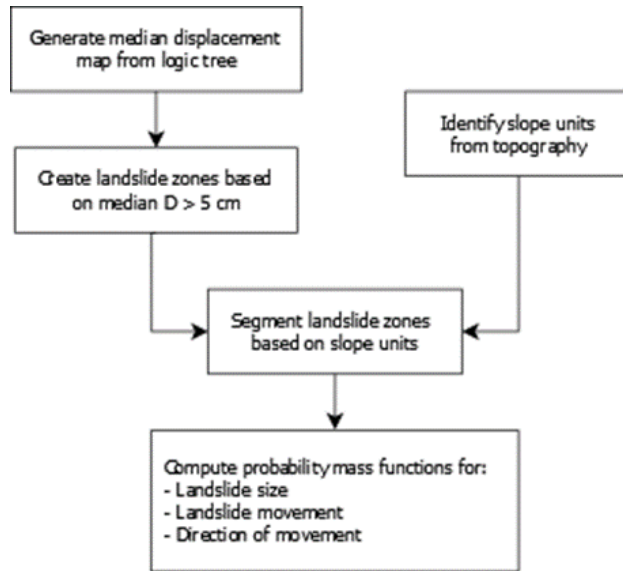 Generate median displacement
map from logic tree
Identify slope units
from topography
Create landslide zones based
on median D > 5 cm
Segment landslide zones
based on slope units
Compute probability mass functions for:
- Landslide size
- Landslide movement
- Direction of movement